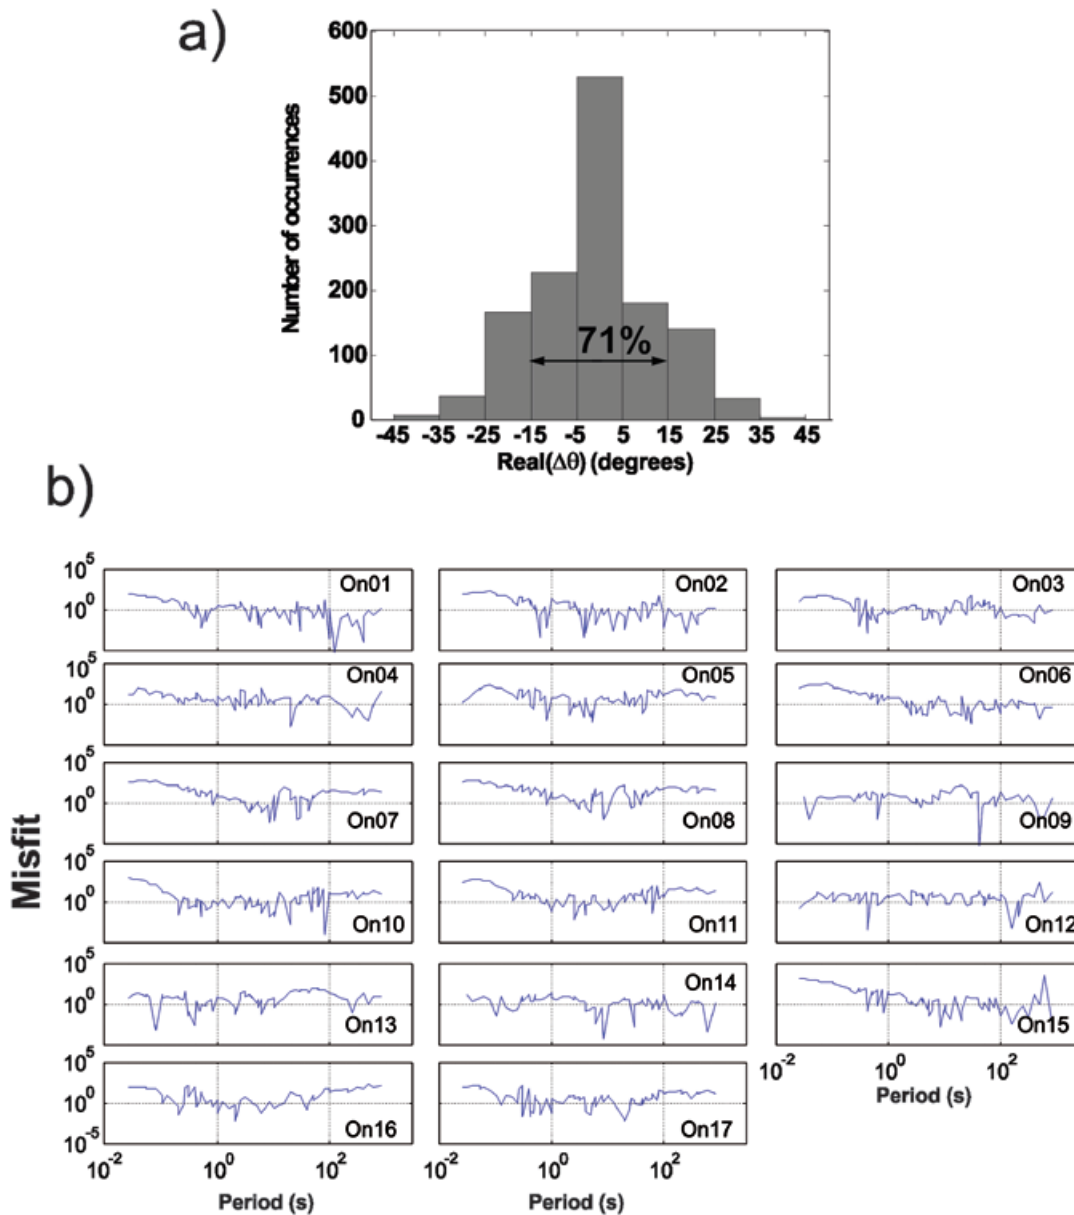 a)
600
500
400
300
200
100
0
Number of occurrences
71%
-45 -35 -25 -15 -5 5 15 25 35 45
Real(Δθ) (degrees)
b)
Misfit
10^5
10^0
On01
On02
On03
10^5
10^0
On04
On05
On06
10^5
10^0
On07
On08
On09
10^5
10^0
On10
On11
On12
10^5
10^0
On13
On14
On15
10^-2 10^0 10^2
Period (s)
10^5
10^0
10^-5
On16
On17
10^-2 10^0 10^2
10^-2 10^0 10^2
Period (s)
Period (s)